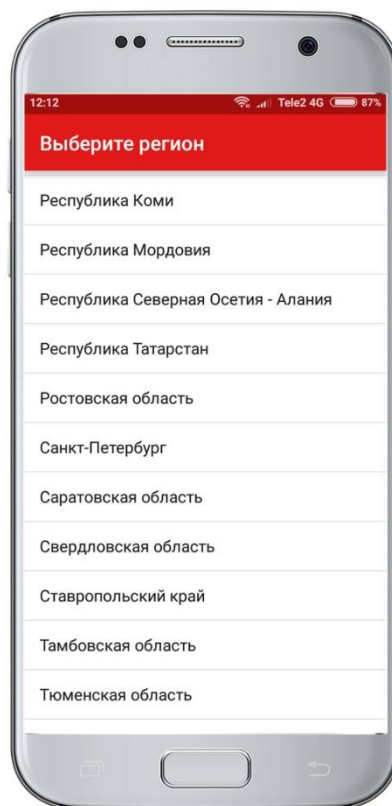 12:12 Tele2 4G 87%
Выберите регион
Республика Коми
Республика Мордовия
Республика Северная Осетия - Алания
Республика Татарстан
Ростовская область
Санкт-Петербург
Саратовская область
Свердловская область
Ставропольский край
Тамбовская область
Тюменская область